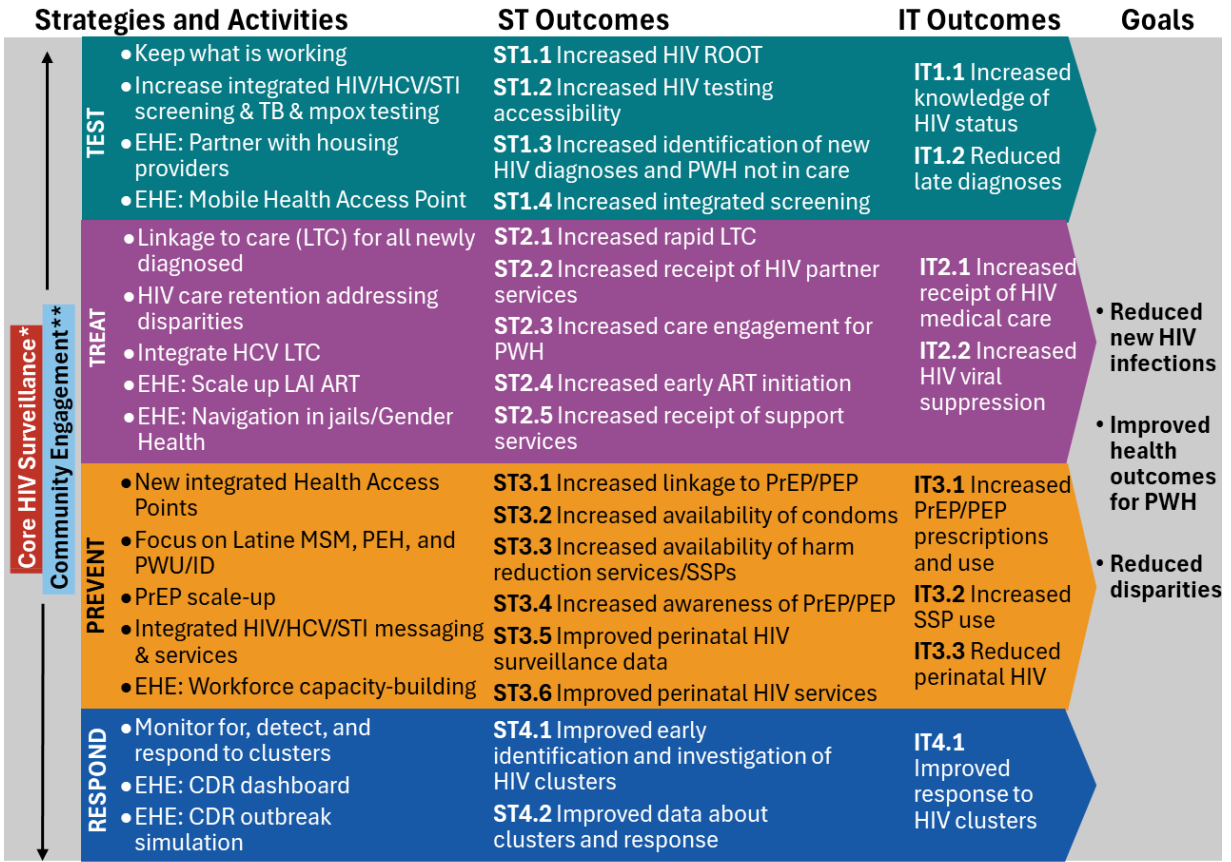 Strategies and Activities
ST Outcomes
IT Outcomes
Goals
Core HIV Surveillance*
Community Engagement**
TEST
●Keep what is working
●Increase integrated HIV/HCV/STI
screening & TB & mpox testing
●EHE: Partner with housing
providers
●EHE: Mobile Health Access Point
ST1.1 Increased HIV ROOT
ST1.2 Increased HIV testing
accessibility
ST1.3 Increased identification of new
HIV diagnoses and PWH not in care
ST1.4 Increased integrated screening
IT1.1 Increased
knowledge of
HIV status
IT1.2 Reduced
late diagnoses
TREAT
●Linkage to care (LTC) for all newly
diagnosed
●HIV care retention addressing
disparities
●Integrate HCV LTC
●EHE: Scale up LAI ART
●EHE: Navigation in jails/Gender
Health
ST2.1 Increased rapid LTC
ST2.2 Increased receipt of HIV partner
services
ST2.3 Increased care engagement for
PWH
ST2.4 Increased early ART initiation
ST2.5 Increased receipt of support
services
IT2.1 Increased
receipt of HIV
medical care
IT2.2 Increased
HIV viral
suppression
PREVENT
●New integrated Health Access
Points
●Focus on Latine MSM, PEH, and
PWU/ID
●PrEP scale-up
●Integrated HIV/HCV/STI messaging
& services
●EHE: Workforce capacity-building
ST3.1 Increased linkage to PrEP/PEP
ST3.2 Increased availability of condoms
ST3.3 Increased availability of harm
reduction services/SSPs
ST3.4 Increased awareness of PrEP/PEP
ST3.5 Improved perinatal HIV
surveillance data
ST3.6 Improved perinatal HIV services
IT3.1 Increased
PrEP/PEP
prescriptions
and use
IT3.2 Increased
SSP use
IT3.3 Reduced
perinatal HIV
RESPOND
●Monitor for, detect, and
respond to clusters
●EHE: CDR dashboard
●EHE: CDR outbreak
simulation
ST4.1 Improved early
identification and investigation of
HIV clusters
ST4.2 Improved data about
clusters and response
IT4.1
Improved
response to
HIV clusters
• Reduced
new HIV
infections
• Improved
health
outcomes
for PWH
• Reduced
disparities